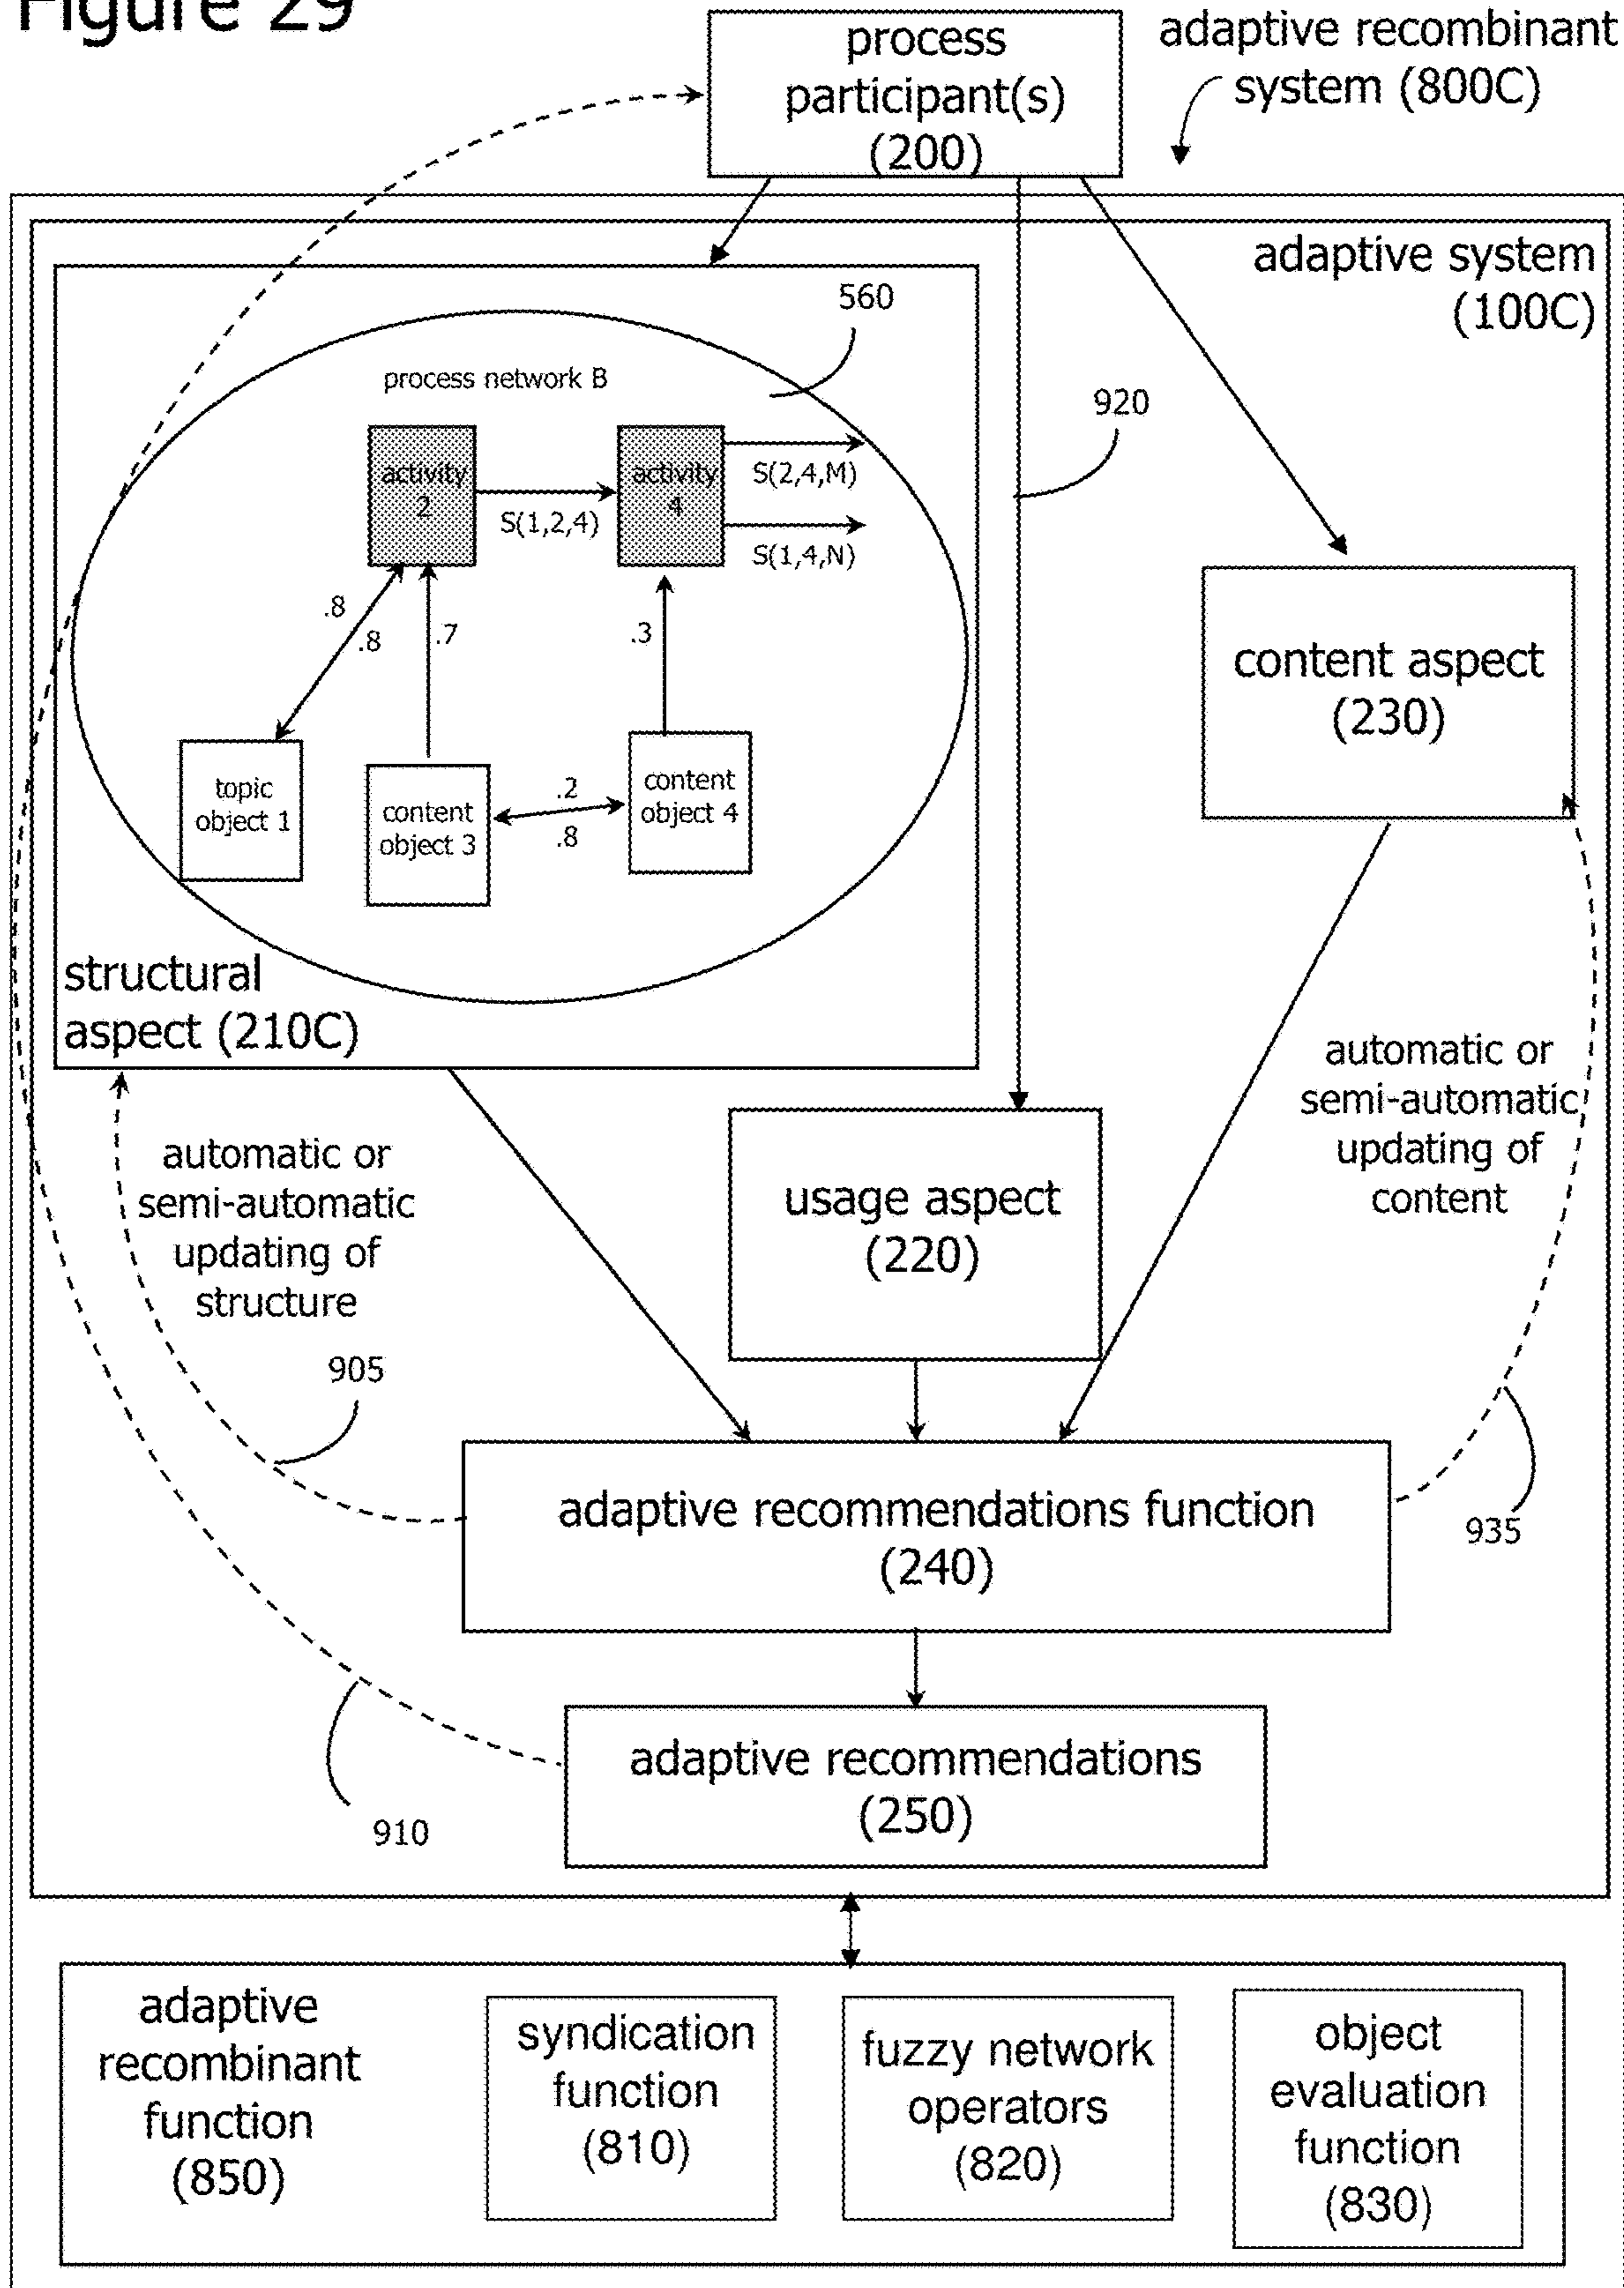 Figure 29
process
participant(s)
(200)
adaptive recombinant
system (800C)
adaptive system
(100C)
560
process network B
920
activity
2
activity
4
S(2,4,M)
S(1,2,4)
S(1,4,N)
.8
.8
.7
.3
content aspect
(230)
topic
object 1
content
object 3
.2
.8
content
object 4
structural
aspect (210C)
automatic or
semi-automatic
updating of
content
automatic or
semi-automatic
updating of
structure
usage aspect
(220)
905
adaptive recommendations function
(240)
935
adaptive recommendations
(250)
910
adaptive
recombinant
function
(850)
syndication
function
(810)
fuzzy network
operators
(820)
object
evaluation
function
(830)